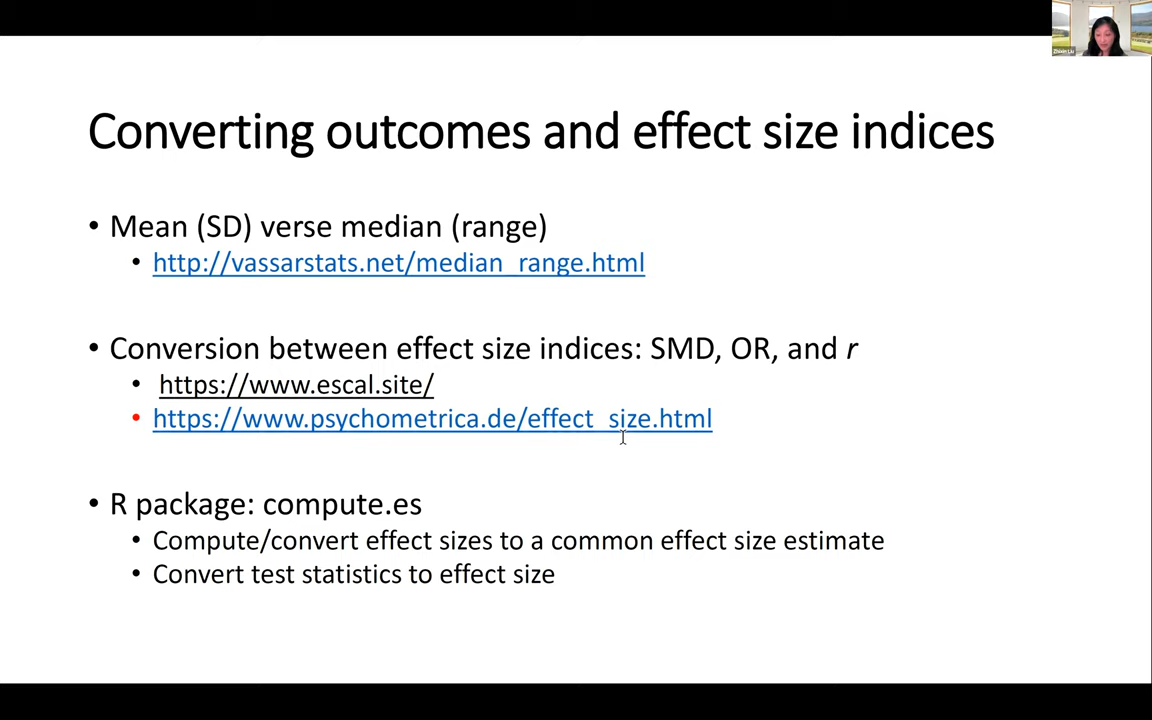 Zhixin Liu
Converting outcomes and effect size indices
• Mean (SD) verse median (range)
• http://vassarstats.net/median_range.html
• Conversion between effect size indices: SMD, OR, and r
• https://www.escal.site/
• https://www.psychometrica.de/effect_size.html
• R package: compute.es
• Compute/convert effect sizes to a common effect size estimate
• Convert test statistics to effect size